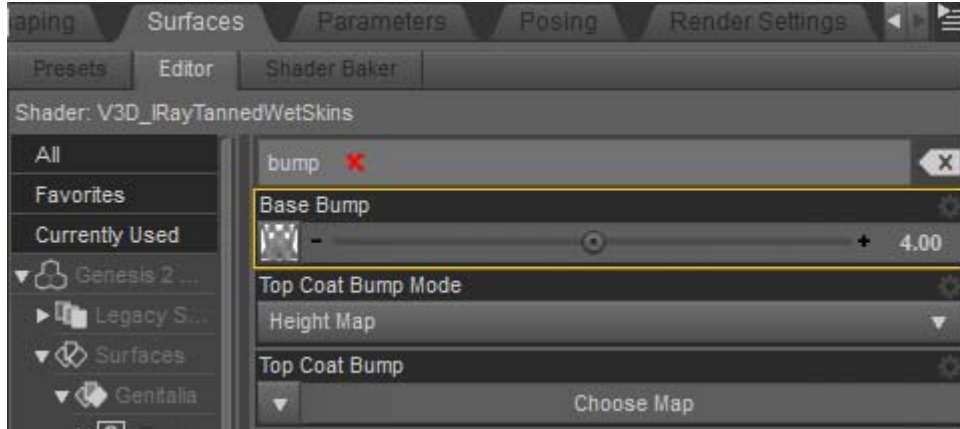 aping Surfaces Parameters Posing Render Settings
Presets Editor Shader Baker
Shader: V3D_IRayTannedWetSkins
All
Favorites
Currently Used
Genesis 2 ...
Legacy S...
Surfaces
Genitalia
bump
Base Bump
- + 4.00
Top Coat Bump Mode
Height Map
Top Coat Bump
Choose Map